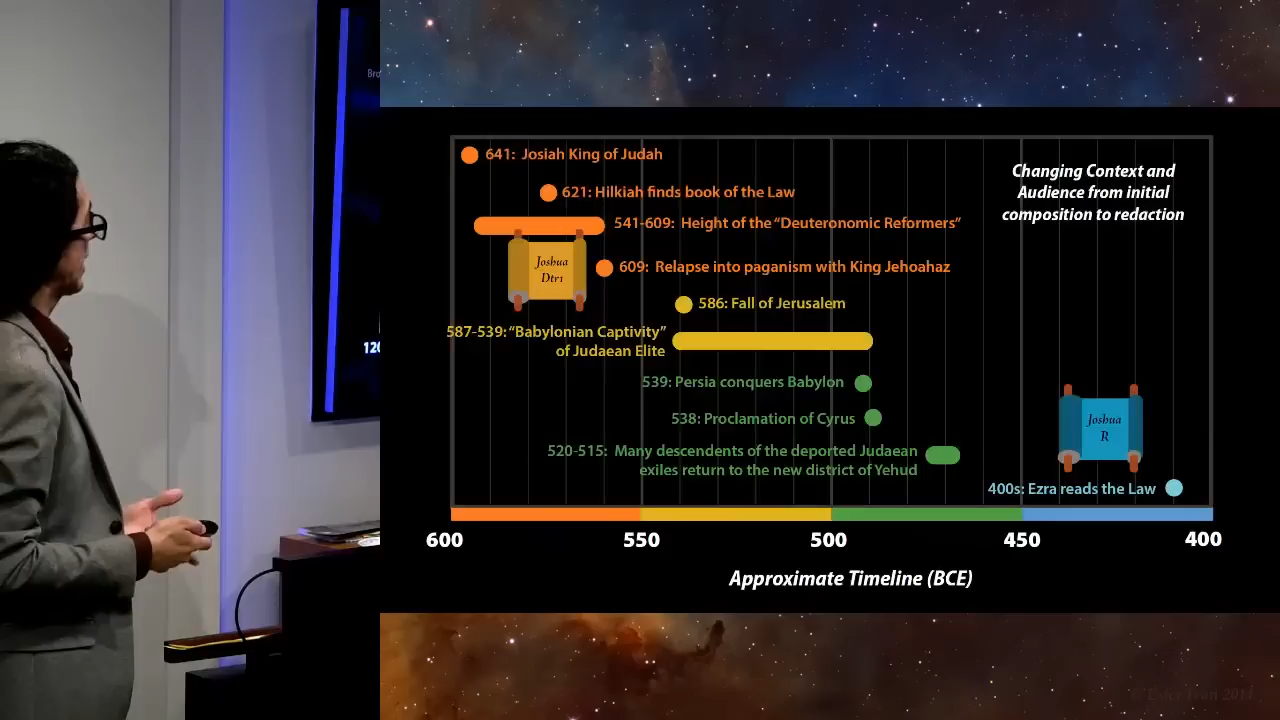 Bro
120
641: Josiah King of Judah
621: Hilkiah finds book of the Law
541-609: Height of the “Deuteronomic Reformers”
Joshua
Dtr1
609: Relapse into paganism with King Jehoahaz
586: Fall of Jerusalem
587-539: “Babylonian Captivity”
of Judaean Elite
539: Persia conquers Babylon
538: Proclamation of Cyrus
520-515: Many descendents of the deported Judaean
exiles return to the new district of Yehud
Changing Context and
Audience from initial
composition to redaction
Joshua
R
400s: Ezra reads the Law
600 550 500 450 400
Approximate Timeline (BCE)